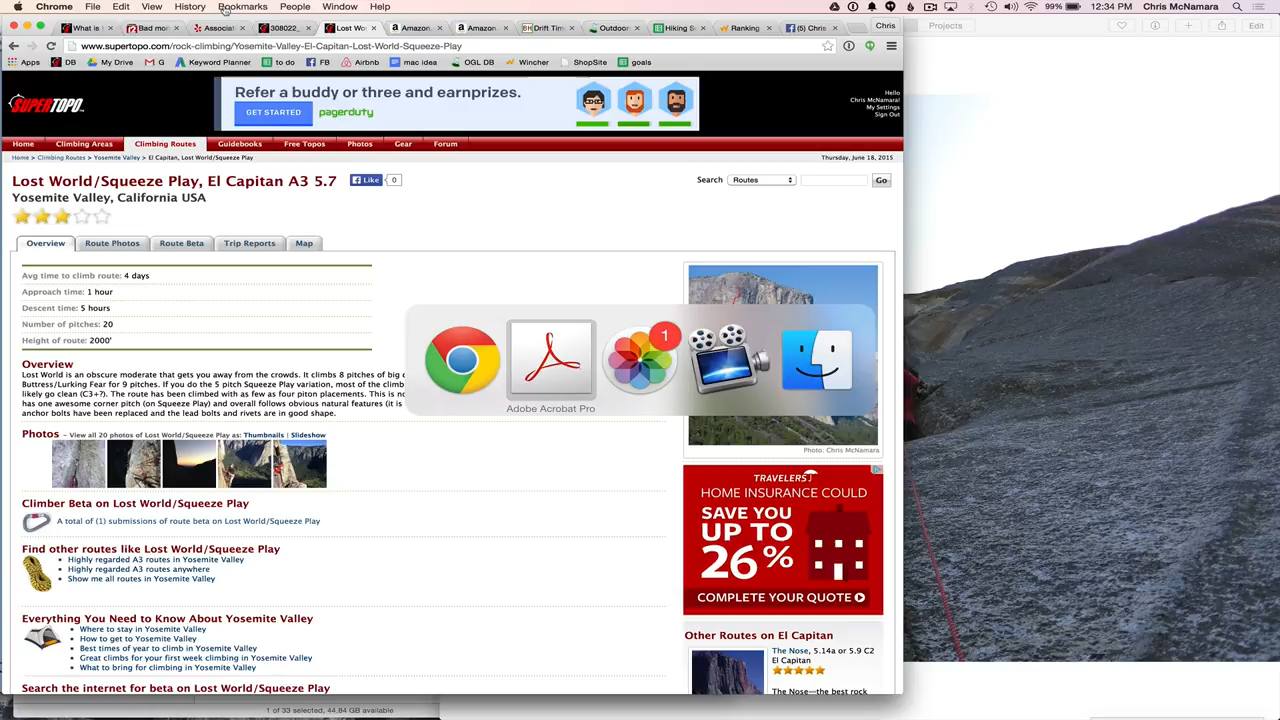 Chrome File Edit View History Bookmarks People Window Help 99% 12:34 PM Chris McNamara
What is Bad mo Associat 308022_ Lost Wo Amazon. Amazon Drift Tim Outdoor Hiking S Ranking (5) Chris Chris Projects Edit
www.supertopo.com/rock-climbing/Yosemite-Valley-El-Capitan-Lost-World-Squeeze-Play
Apps DB My Drive G Keyword Planner to do FB Airbnb mac idea OGL DB Wincher ShopSite goals
SUPERTOPO
Refer a buddy or three and earnprizes.
GET STARTED pagerduty
Hello
Chris McNamara!
My Settings
Sign Out
Home Climbing Areas Climbing Routes Guidebooks Free Topos Photos Gear Forum
Home > Climbing Routes > Yosemite Valley > El Capitan, Lost World/Squeeze Play Thursday, June 18, 2015
Lost World/Squeeze Play, El Capitan A3 5.7 Like 0 Search Routes Go
Yosemite Valley, California USA
Overview Route Photos Route Beta Trip Reports Map
Avg time to climb route: 4 days
Approach time: 1 hour
Descent time: 5 hours
Number of pitches: 20
Height of route: 2000'
1
Adobe Acrobat Pro
Overview
Lost World is an obscure moderate that gets you away from the crowds. It climbs 8 pitches of big c
Buttress/Lurking Fear for 9 pitches. If you do the 5 pitch Squeeze Play variation, most of the climb
likely go clean (C3+?). The route has been climbed with as few as four piton placements. This is no
has one awesome corner pitch (on Squeeze Play) and overall follows obvious natural features (it is
anchor bolts have been replaced and the lead bolts and rivets are in good shape.
Photo: Chris McNamara
Photos – View all 20 photos of Lost World/Squeeze Play as: Thumbnails | Slideshow
Climber Beta on Lost World/Squeeze Play
A total of (1) submissions of route beta on Lost World/Squeeze Play
Find other routes like Lost World/Squeeze Play
Highly regarded A3 routes in Yosemite Valley
Highly regarded A3 routes anywhere
Show me all routes in Yosemite Valley
Everything You Need to Know About Yosemite Valley
Where to stay in Yosemite Valley
How to get to Yosemite Valley
Best times of year to climb in Yosemite Valley
Great climbs for your first week climbing in Yosemite Valley
What to bring for climbing in Yosemite Valley
Search the internet for beta on Lost World/Squeeze Play
TRAVELERS
HOME INSURANCE COULD
SAVE YOU
UP TO
26%
COMPLETE YOUR QUOTE
Other Routes on El Capitan
The Nose, 5.14a or 5.9 C2
El Capitan
The Nose—the best rock
1 of 33 selected, 44.84 GB available